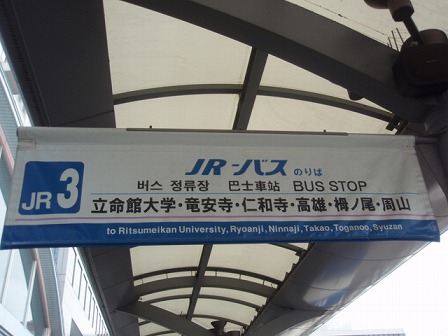 JR 3
JR-バス のりば
버스 정류장 巴士車站 BUS STOP
立命館大学・竜安寺・仁和寺・高雄・栂ノ尾・周山
to Ritsumeikan University, Ryoanji, Ninnaji, Takao, Toganoo, Syuzan